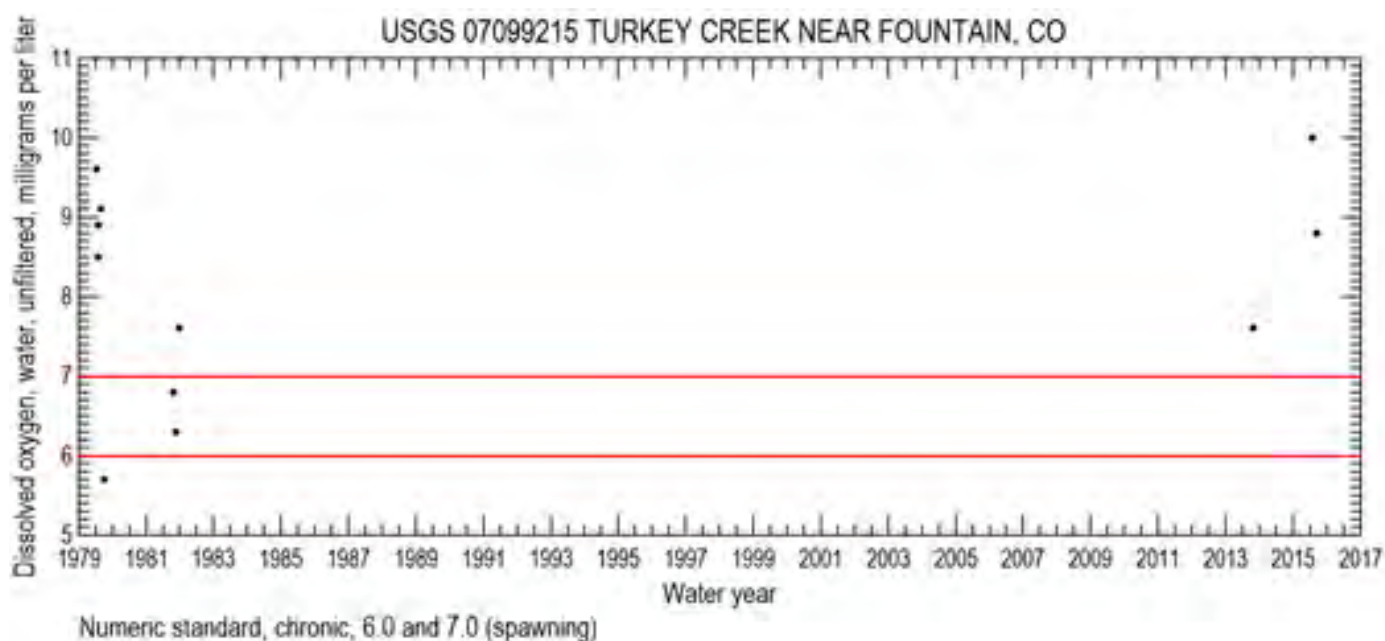 USGS 07099215 TURKEY CREEK NEAR FOUNTAIN, CO
Dissolved oxygen, water, unfiltered, milligrams per liter
11
10
9
8
7
6
5
1979 1981 1983 1985 1987 1989 1991 1993 1995 1997 1999 2001 2003 2005 2007 2009 2011 2013 2015 2017
Water year
Numeric standard, chronic, 6.0 and 7.0 (spawning)